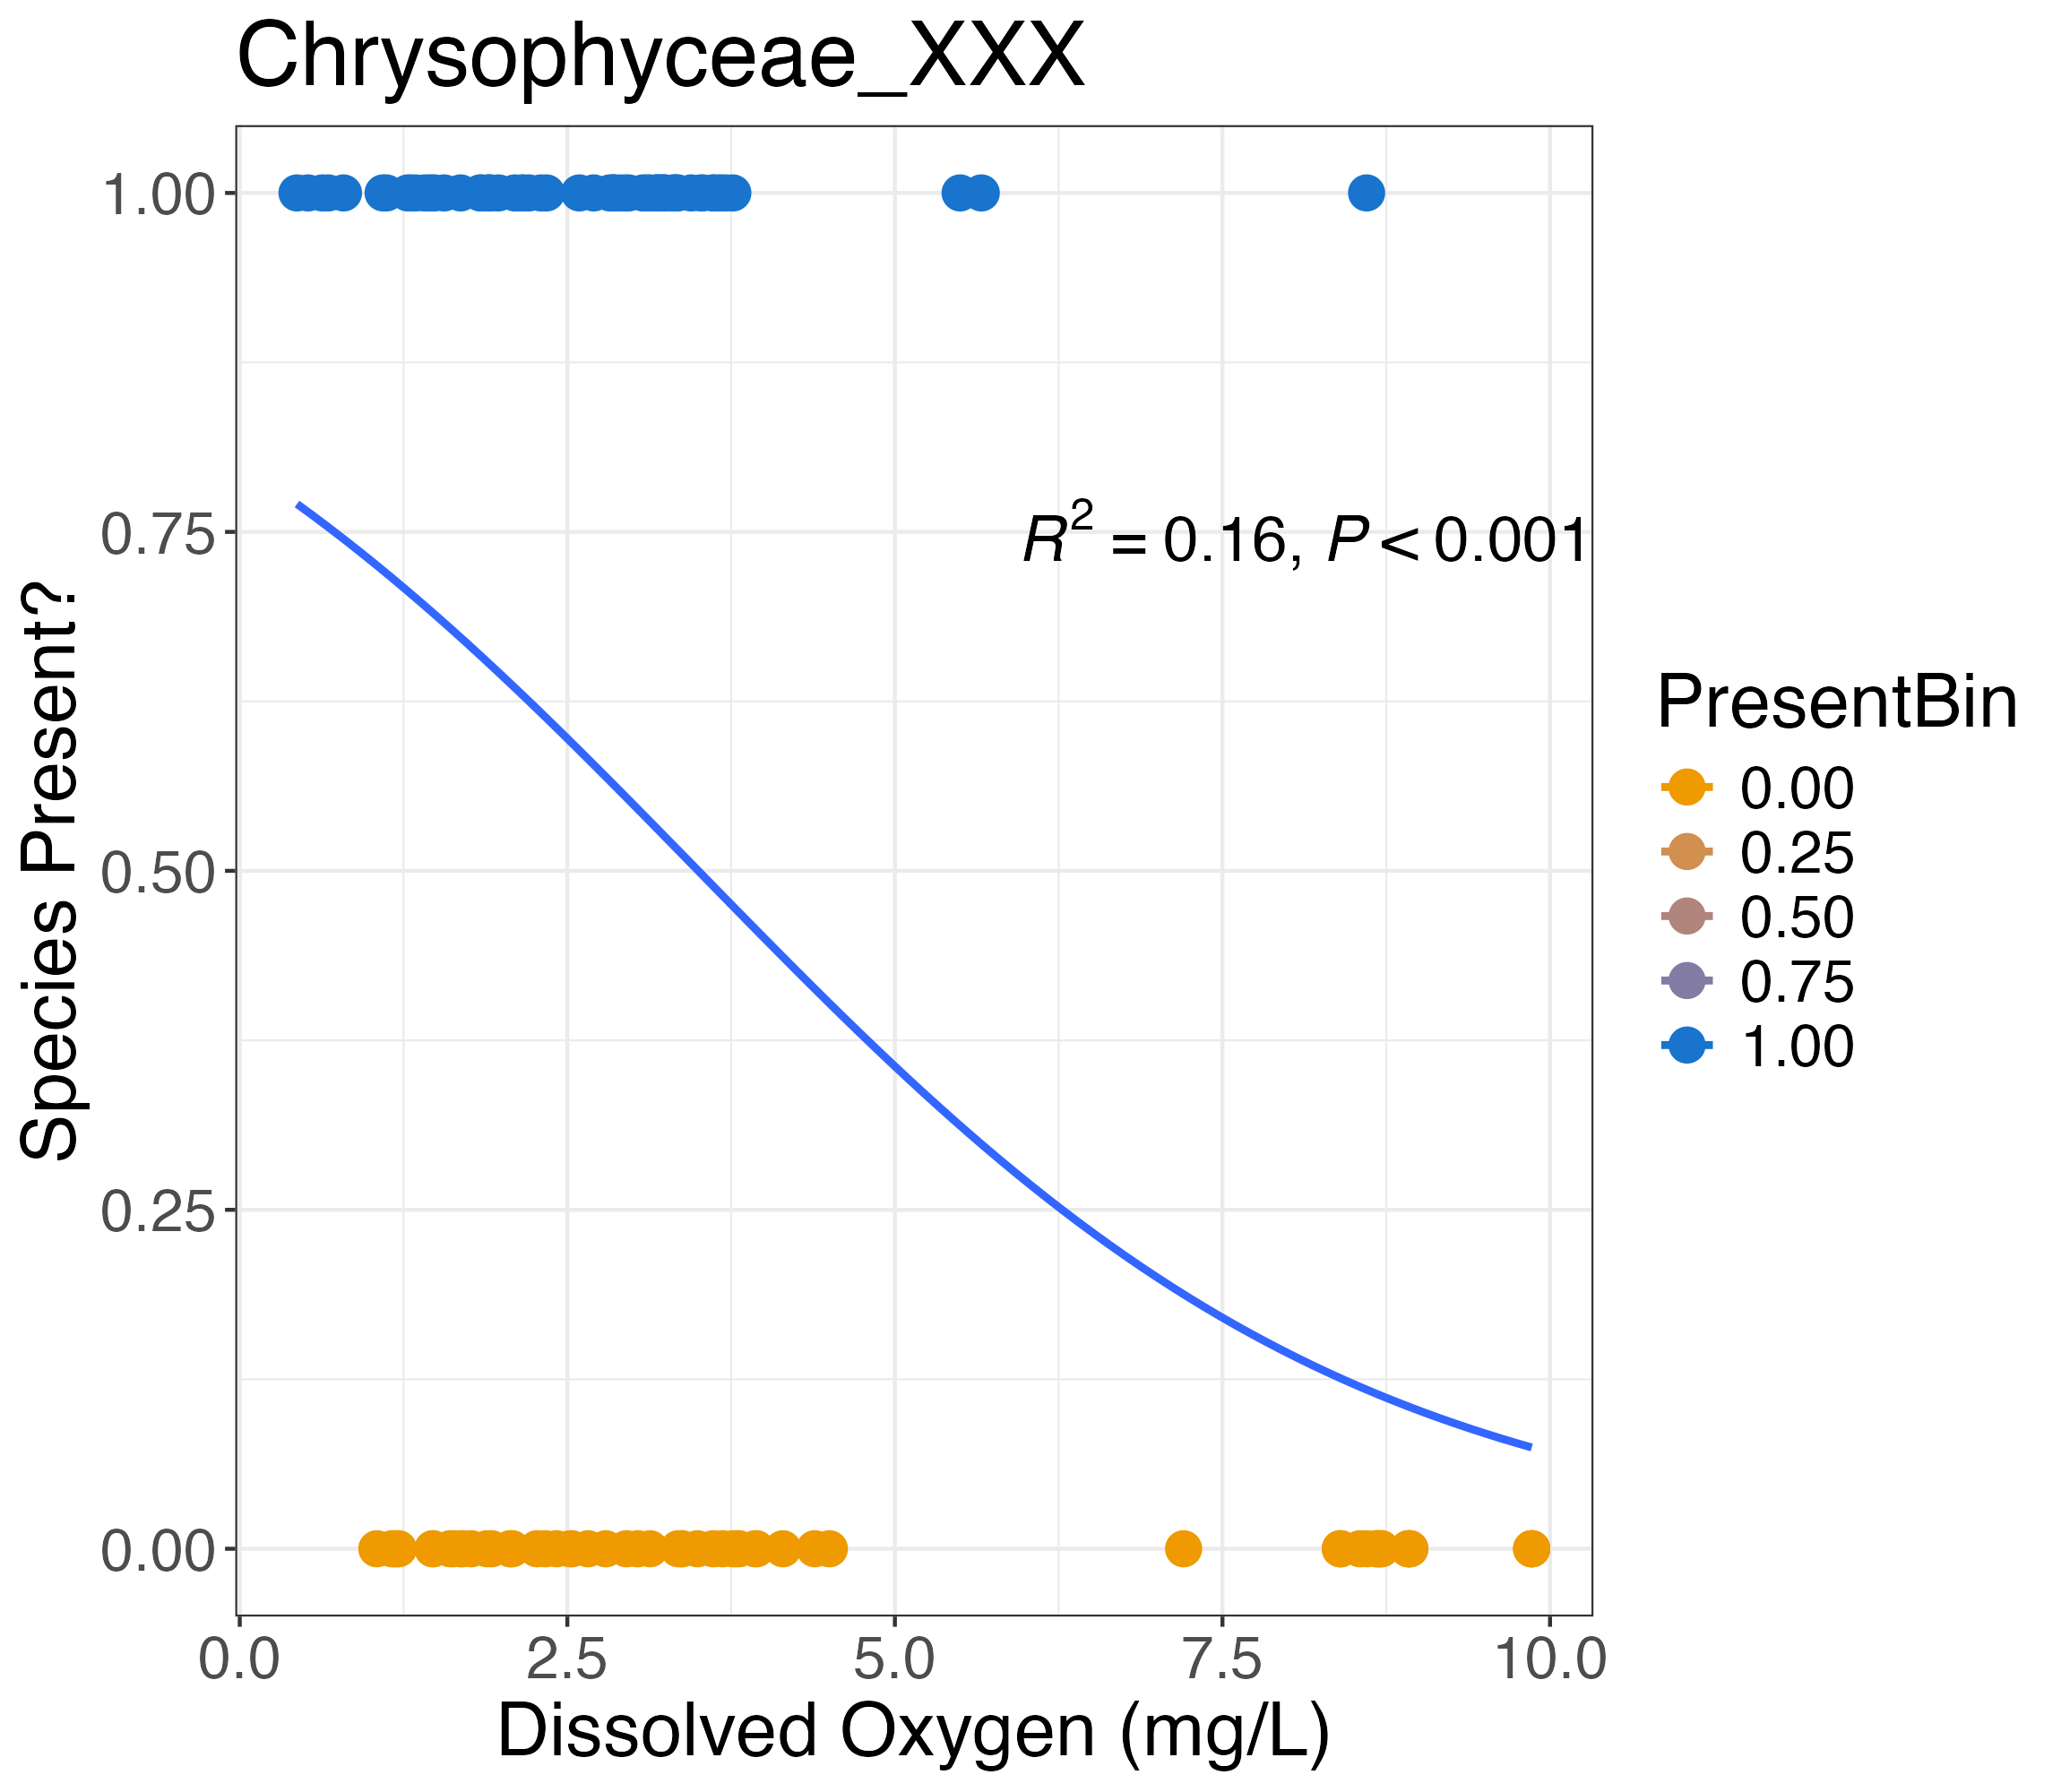 Chrysophyceae_XXX
1.00
0.75
0.50
0.25
0.00
Species Present?
R² = 0.16, P < 0.001
0.0 2.5 5.0 7.5 10.0
Dissolved Oxygen (mg/L)
PresentBin
0.00
0.25
0.50
0.75
1.00